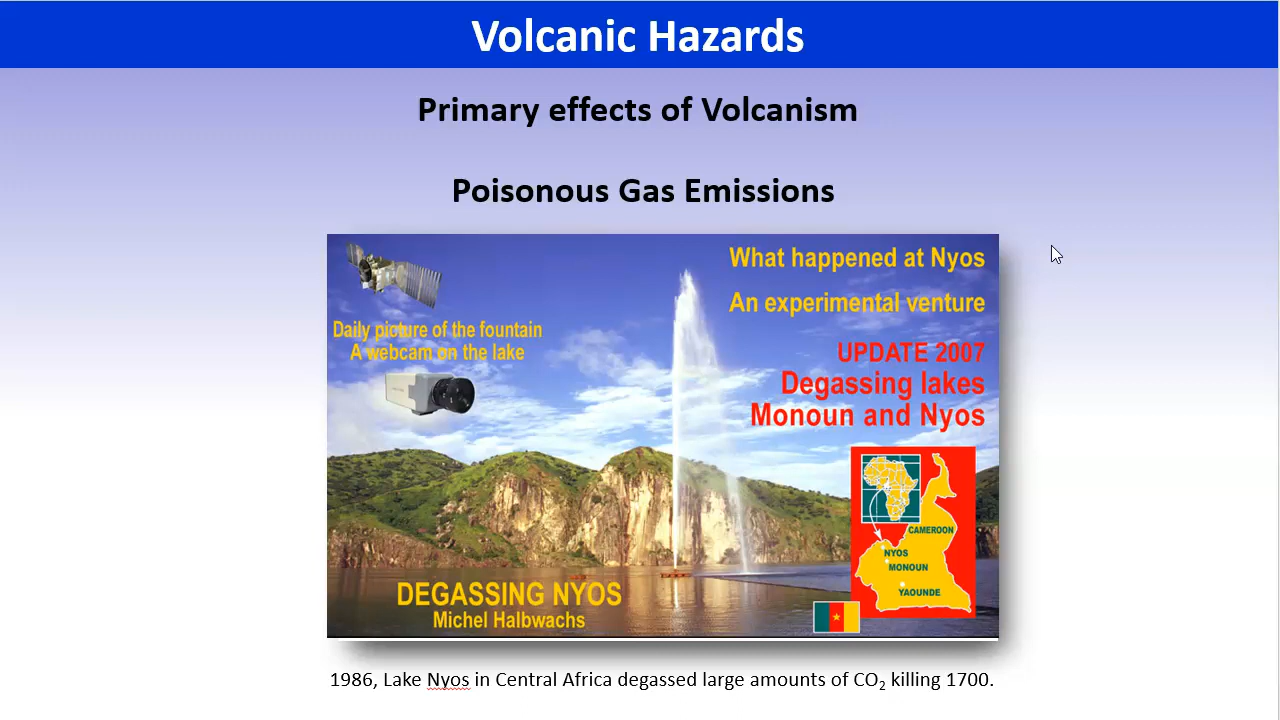 Volcanic Hazards
Primary effects of Volcanism
Poisonous Gas Emissions
What happened at Nyos
An experimental venture
Daily picture of the fountain
A webcam on the lake
UPDATE 2007
Degassing lakes
Monoun and Nyos
CAMEROON
NYOS
MONOUN
YAOUNDE
DEGASSING NYOS
Michel Halbwachs
1986, Lake Nyos in Central Africa degassed large amounts of CO₂ killing 1700.